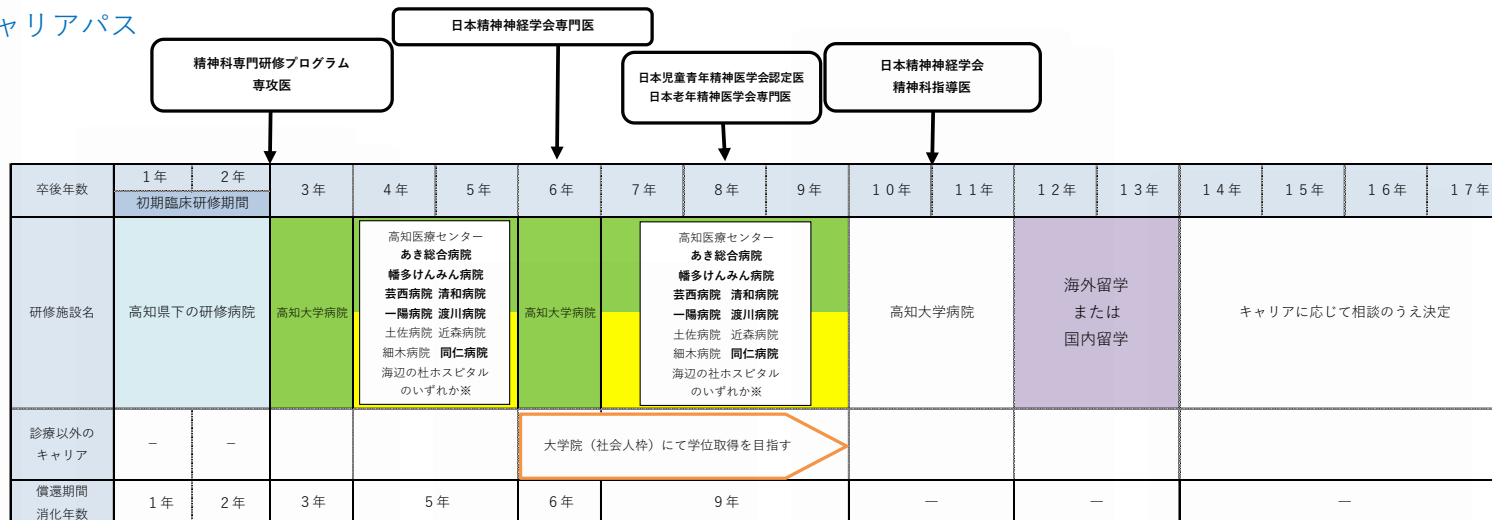 ャリアパス
日本精神神経学会専門医
精神科専門研修プログラム
専攻医
日本児童青年精神医学会認定医
日本老年精神医学会専門医
日本精神神経学会
精神科指導医
卒後年数
1年 2年 3年 4年 5年 6年 7年 8年 9年 10年 11年 12年 13年 14年 15年 16年 17年
初期臨床研修期間
研修施設名
高知県下の研修病院
高知大学病院
高知医療センター
あき総合病院
幡多けんみん病院
芸西病院 清和病院
一陽病院 渡川病院
土佐病院 近森病院
細木病院 同仁病院
海辺の杜ホスピタル
のいずれか※
高知大学病院
高知医療センター
あき総合病院
幡多けんみん病院
芸西病院 清和病院
一陽病院 渡川病院
土佐病院 近森病院
細木病院 同仁病院
海辺の杜ホスピタル
のいずれか※
高知大学病院
海外留学
または
国内留学
キャリアに応じて相談のうえ決定
診療以外の
キャリア
－ －
大学院（社会人枠）にて学位取得を目指す
償還期間
消化年数
1年 2年 3年 5年 6年 9年 － － －